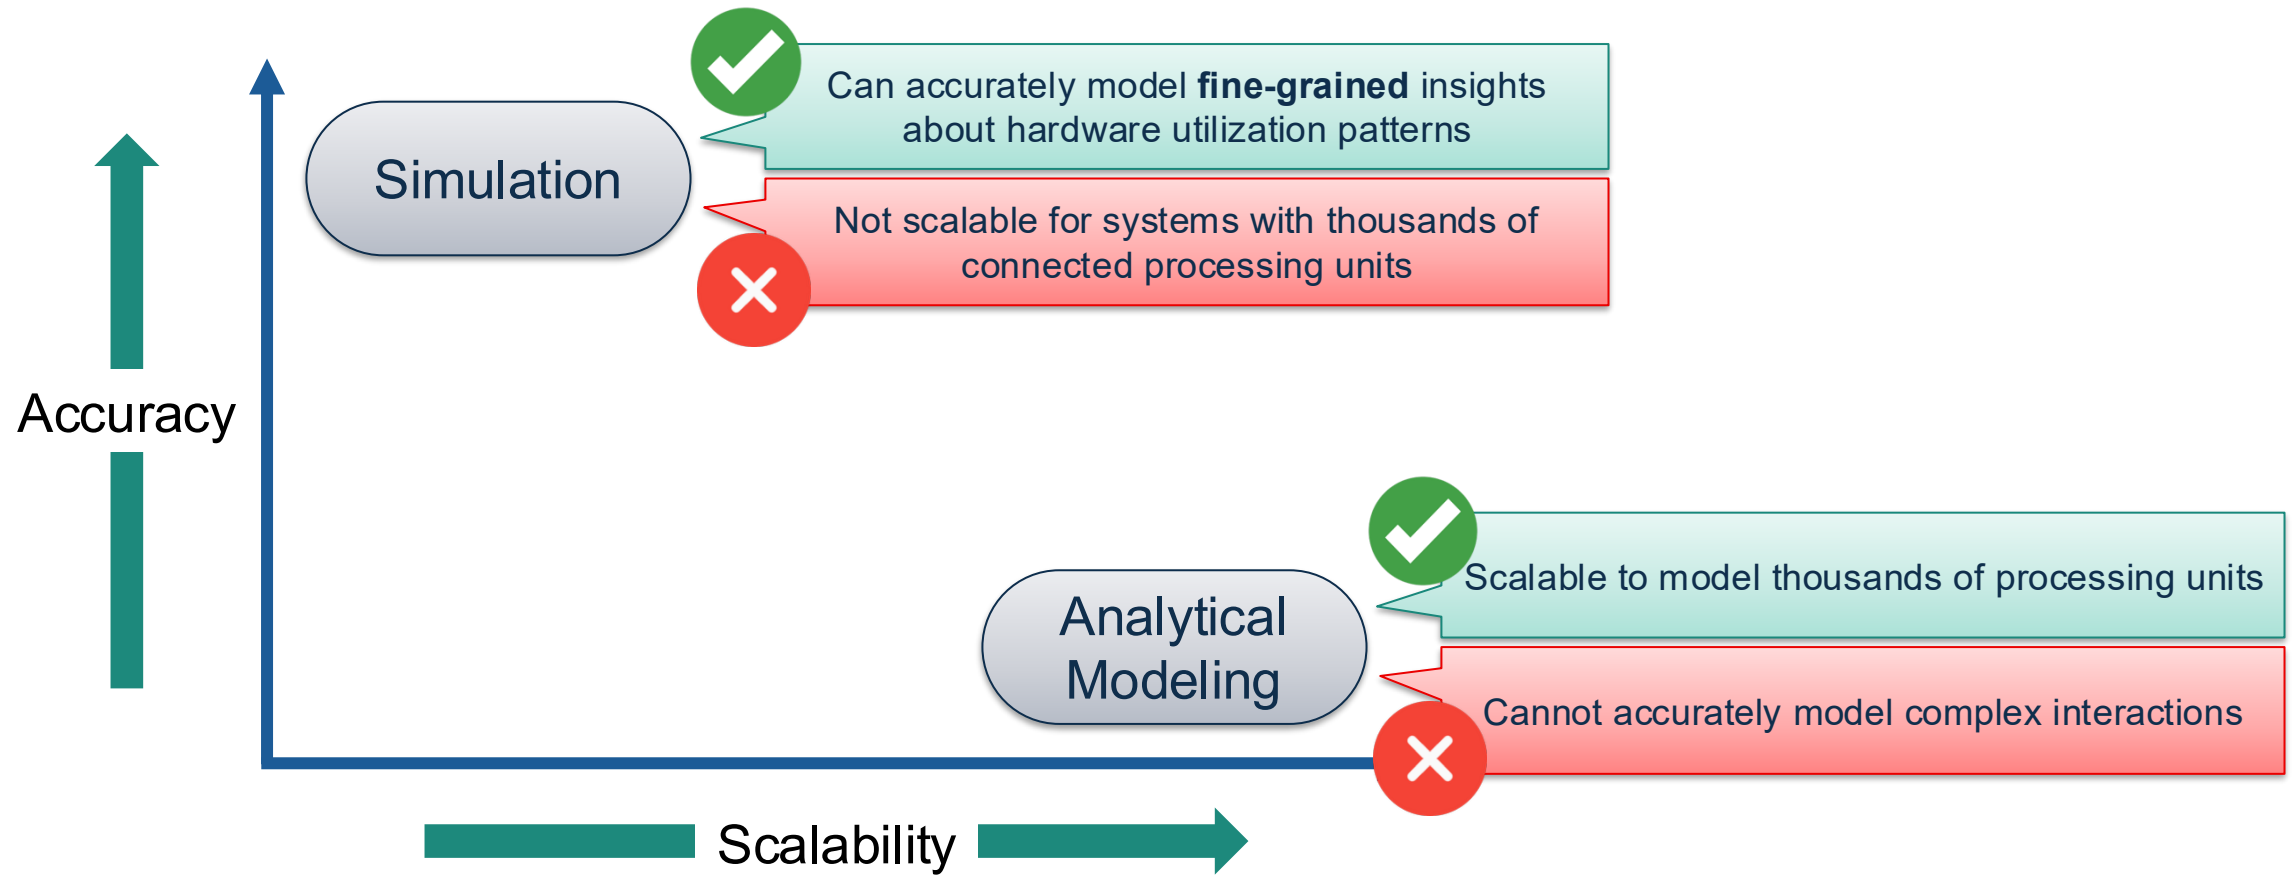 Can accurately model fine-grained insights
about hardware utilization patterns
Simulation
Not scalable for systems with thousands of
connected processing units
Accuracy
Scalable to model thousands of processing units
Analytical
Modeling
Cannot accurately model complex interactions
Scalability